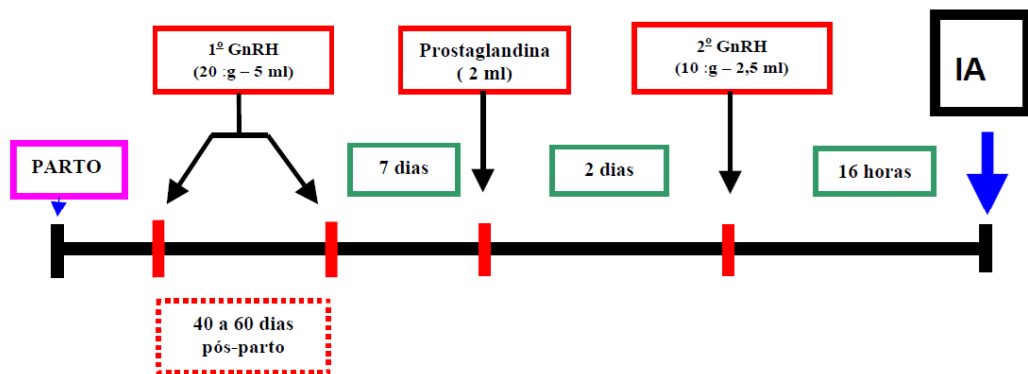 1º GnRH
(20 :g – 5 ml)
Prostaglandina
( 2 ml)
2º GnRH
(10 :g – 2,5 ml)
IA
PARTO
7 dias
2 dias
16 horas
40 a 60 dias
pós-parto